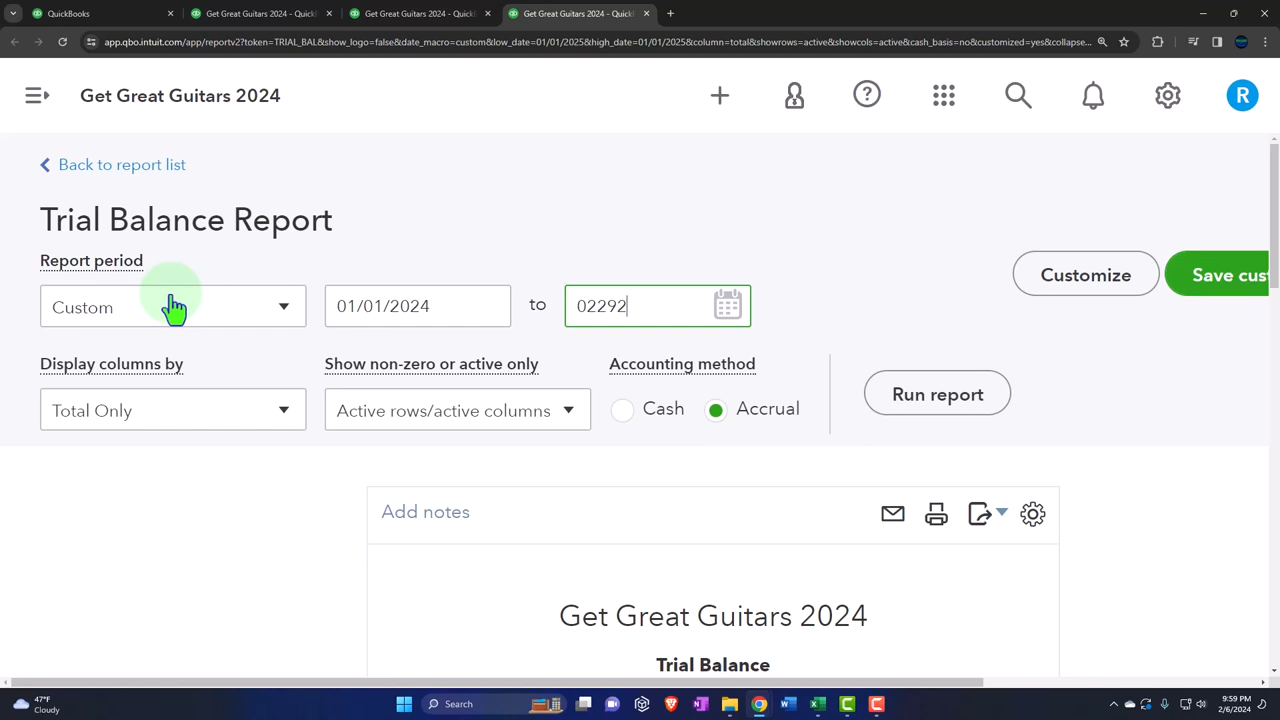 QuickBooks
Get Great Guitars 2024 - QuickB
Get Great Guitars 2024 - QuickB
Get Great Guitars 2024 - QuickB
app.qbo.intuit.com/app/reportv2?token=TRIAL_BAL&show_logo=false&date_macro=custom&low_date=01/01/2025&high_date=01/01/2025&column=total&showrows=active&showcols=active&cash_basis=no&customized=yes&collapse...
Get Great Guitars 2024
R
Back to report list
Trial Balance Report
Report period
Custom
01/01/2024
to
02292
Customize
Save cus
Display columns by
Show non-zero or active only
Accounting method
Total Only
Active rows/active columns
Cash
Accrual
Run report
Add notes
Get Great Guitars 2024
Trial Balance
47°F
Cloudy
Search
9:59 PM
2/6/2024